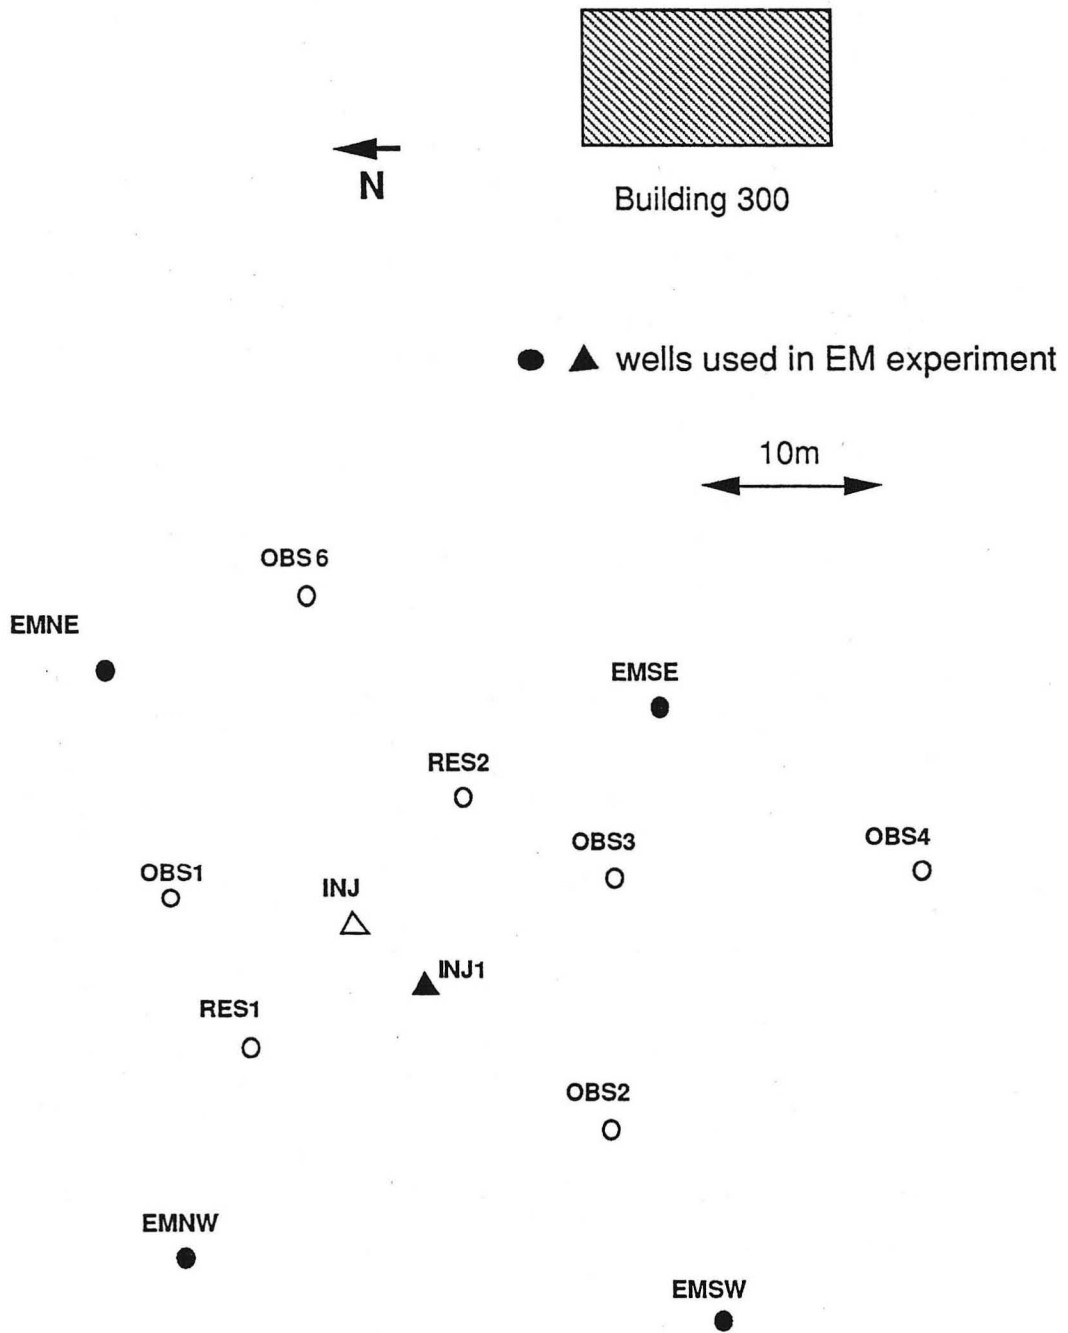 N
Building 300
wells used in EM experiment
10m
OBS6
EMNE
EMSE
RES2
OBS3
OBS4
OBS1
INJ
INJ1
RES1
OBS2
EMNW
EMSW